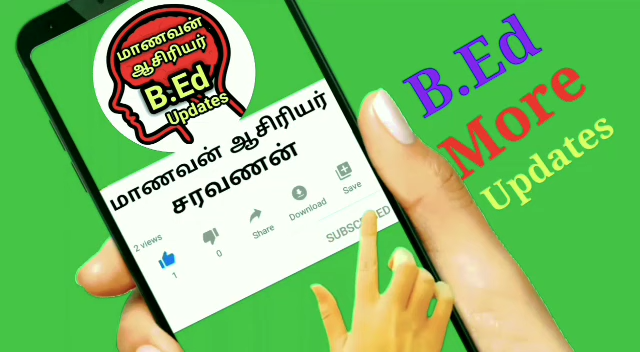 மாணவன்
ஆசிரியர்
B.Ed
Updates
மாணவன் ஆசிரியர்
சரவணன்
2 views
1
0
Share
Download
Save
B.Ed
More
Updates